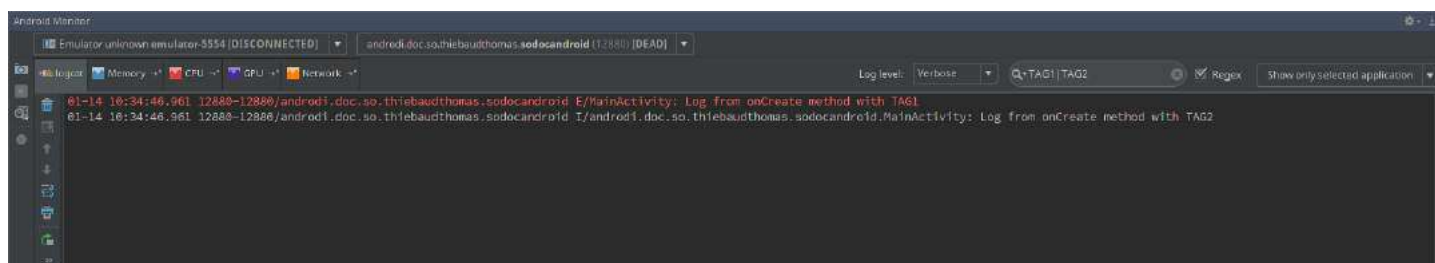 Android Monitor
Emulator unknown emulator-5554 [DISCONNECTED] androdi.doc.so.thiebaudthomas.sodocandroid (12880) [DEAD]
logcat Memory CPU GPU Network Log level: Verbose TAG1|TAG2 Regex Show only selected application
01-14 10:34:46.961 12880-12880/androdi.doc.so.thiebaudthomas.sodocandroid E/MainActivity: Log from onCreate method with TAG1
01-14 10:34:46.961 12880-12880/androdi.doc.so.thiebaudthomas.sodocandroid I/androdi.doc.so.thiebaudthomas.sodocandroid.MainActivity: Log from onCreate method with TAG2